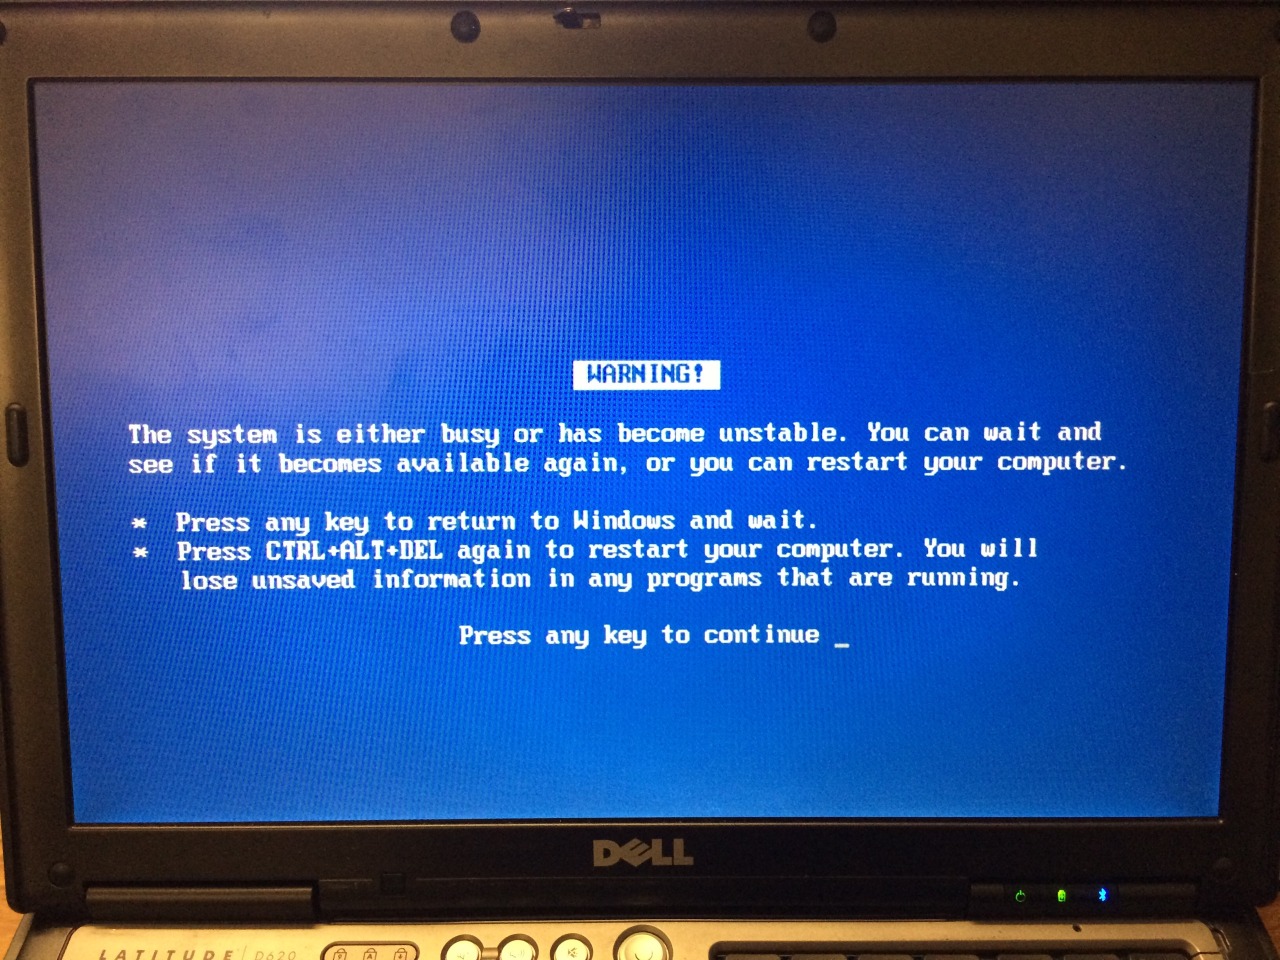 WARNING!
The system is either busy or has become unstable. You can wait and
see if it becomes available again, or you can restart your computer.
* Press any key to return to Windows and wait.
* Press CTRL+ALT+DEL again to restart your computer. You will
lose unsaved information in any programs that are running.
Press any key to continue _
DELL
LATITUDE | D620